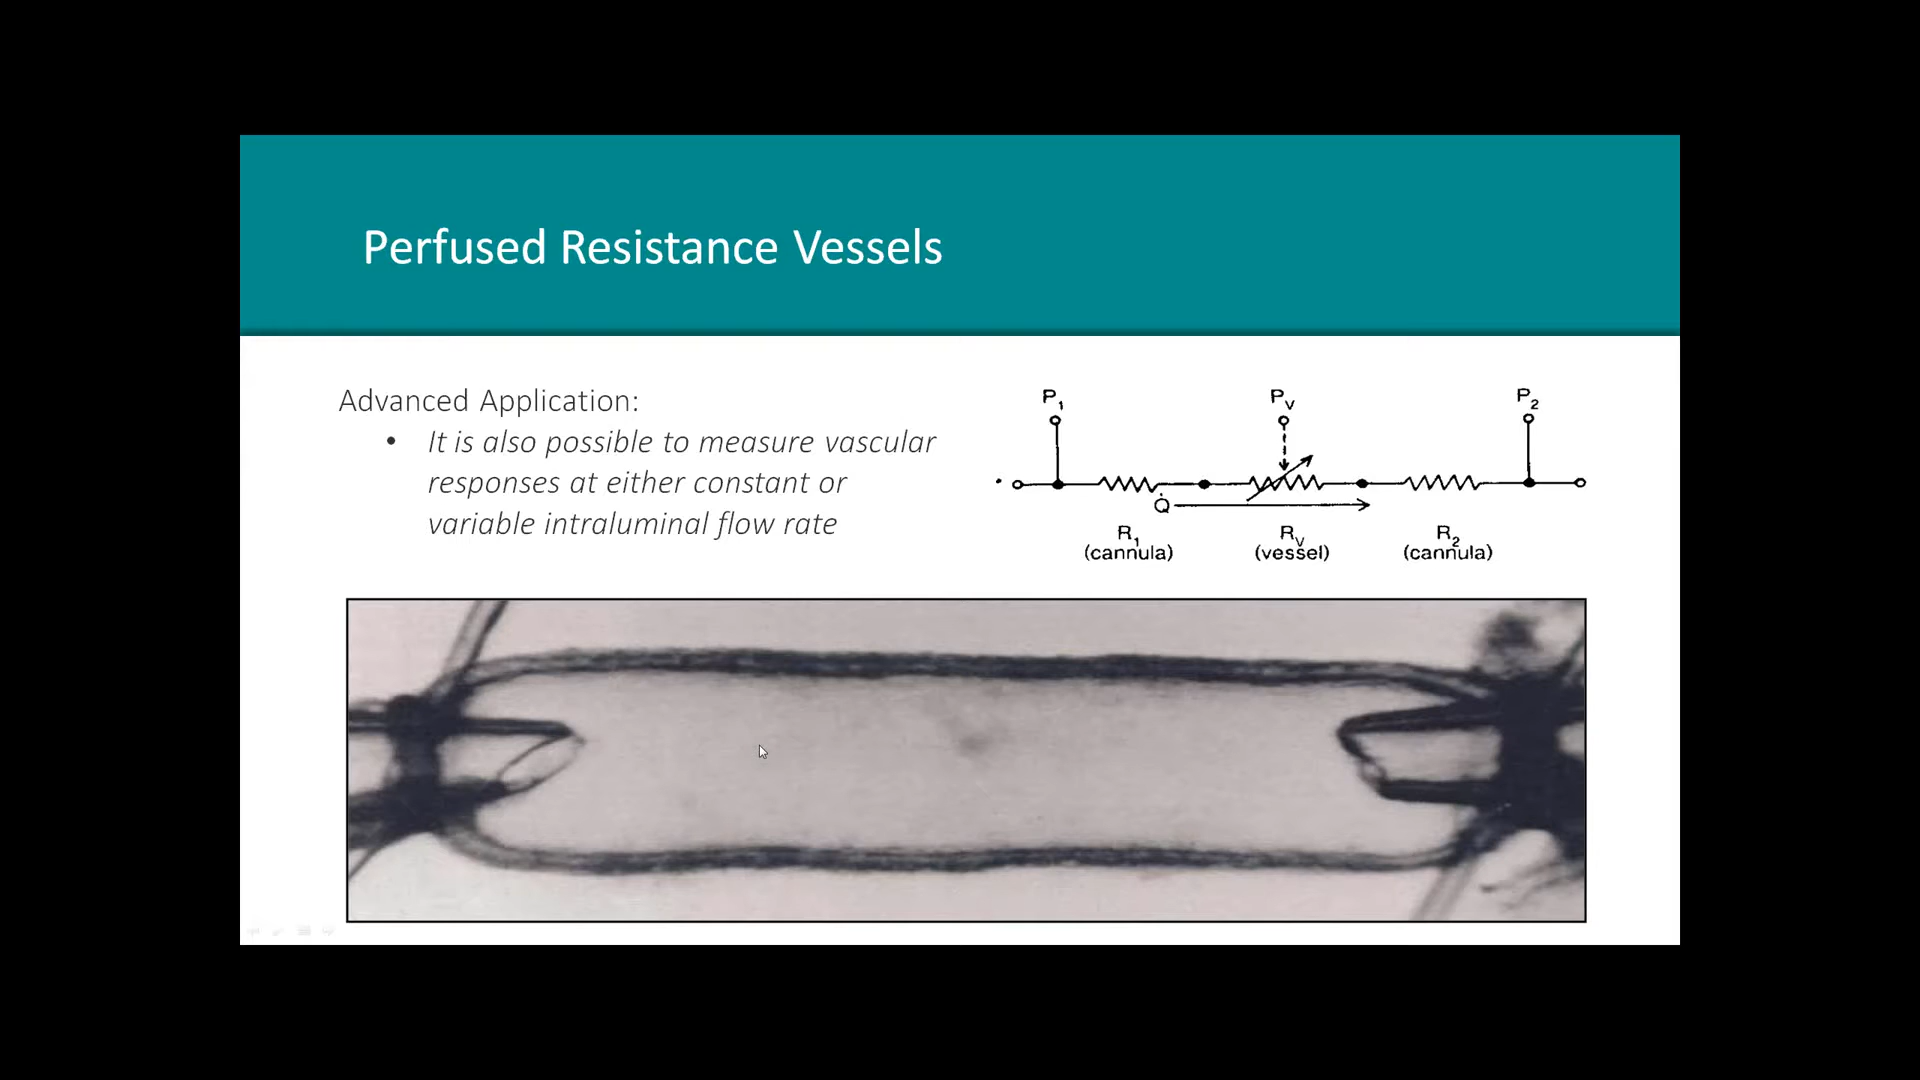 Perfused Resistance Vessels
Advanced Application:
• It is also possible to measure vascular
responses at either constant or
variable intraluminal flow rate
P1 PV P2
Q̇
R1 RV R2
(cannula) (vessel) (cannula)